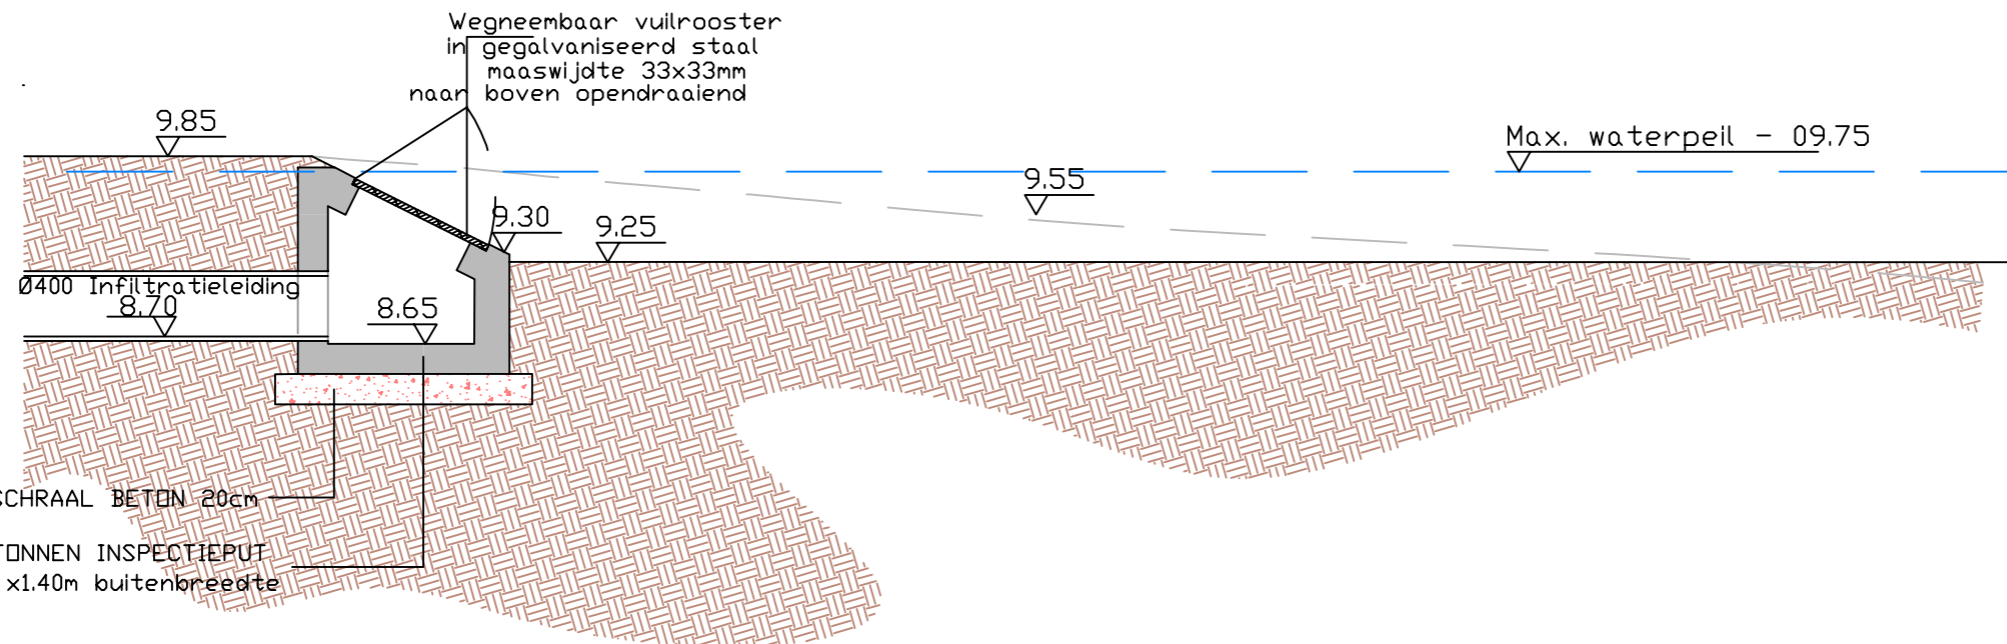 Wegneembaar vuilrooster
in gegalvaniseerd staal
maaswijdte 33x33mm
naar boven opendraaiend
9.85
Max. waterpeil - 09.75
9.55
9.30
9.25
Ø400 Infiltratieleiding
8.70
8.65
SCHRAAL BETON 20cm
TONNEN INSPECTIEPUT
x1.40m buitenbreedte